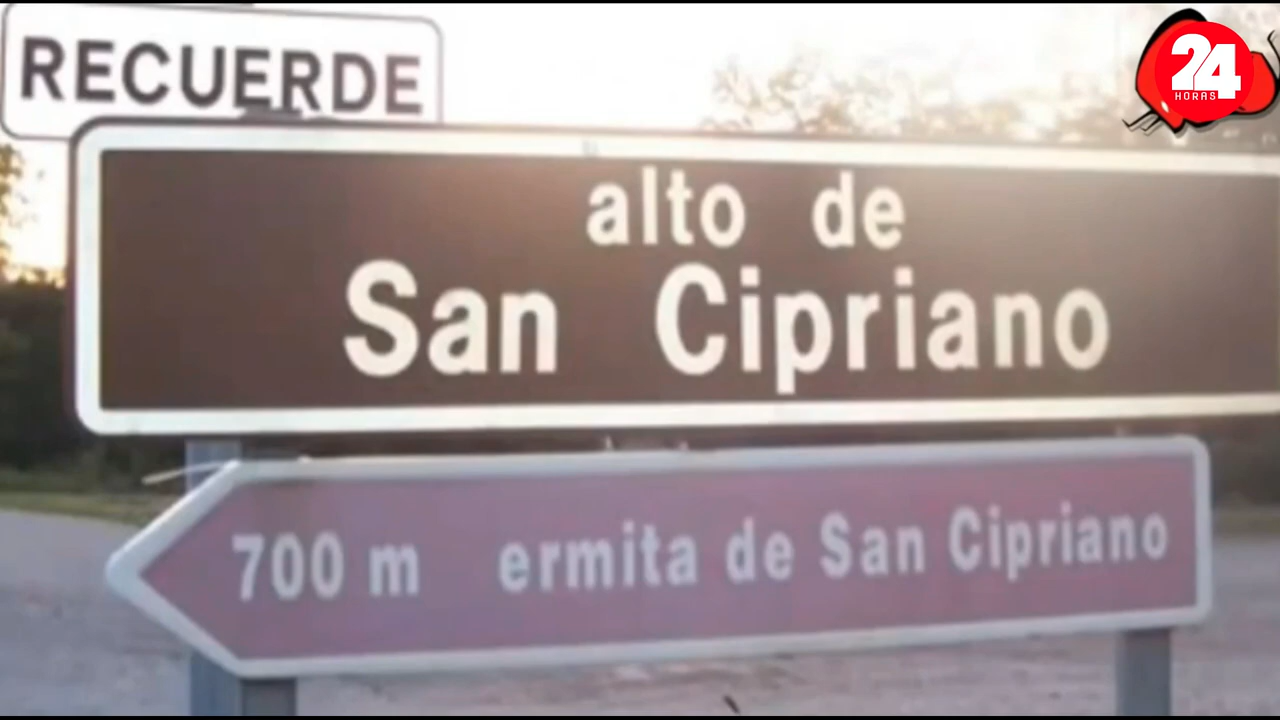 RECUERDE
24
HORAS
alto de
San Cipriano
700 m ermita de San Cipriano